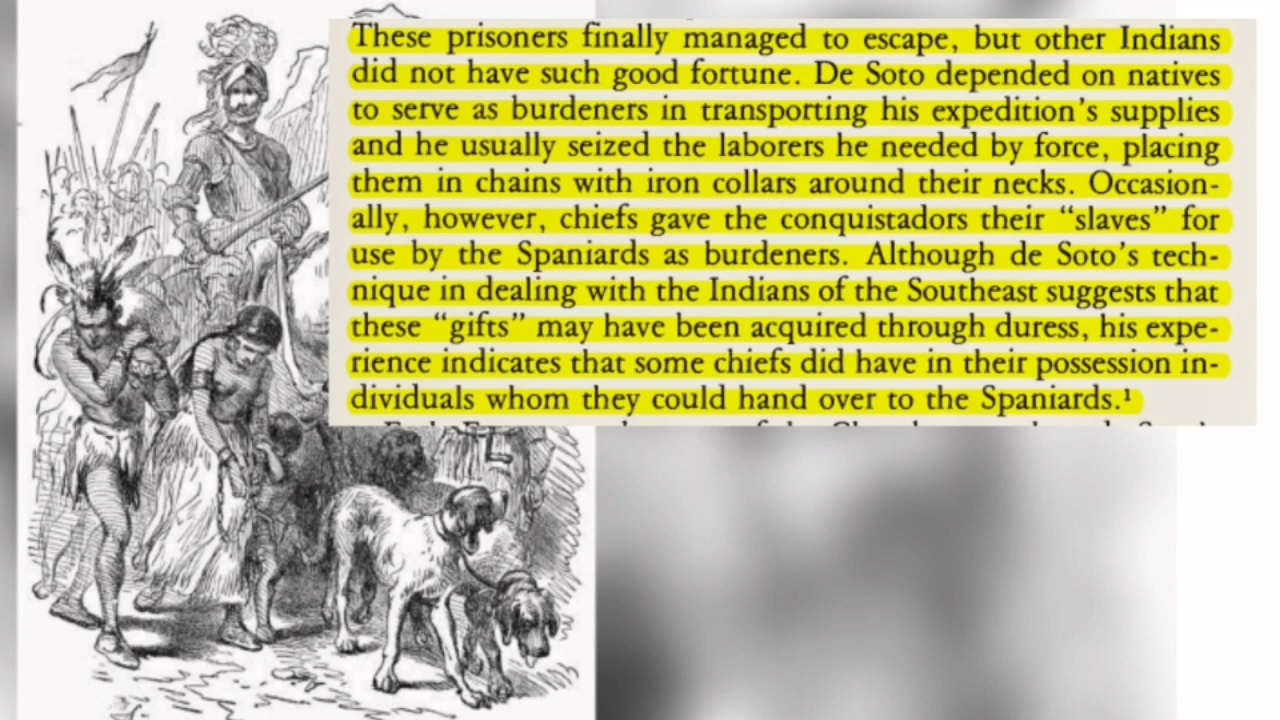 These prisoners finally managed to escape, but other Indians
did not have such good fortune. De Soto depended on natives
to serve as burdeners in transporting his expedition's supplies
and he usually seized the laborers he needed by force, placing
them in chains with iron collars around their necks. Occasion-
ally, however, chiefs gave the conquistadors their “slaves” for
use by the Spaniards as burdeners. Although de Soto's tech-
nique in dealing with the Indians of the Southeast suggests that
these “gifts” may have been acquired through duress, his expe-
rience indicates that some chiefs did have in their possession in-
dividuals whom they could hand over to the Spaniards.¹